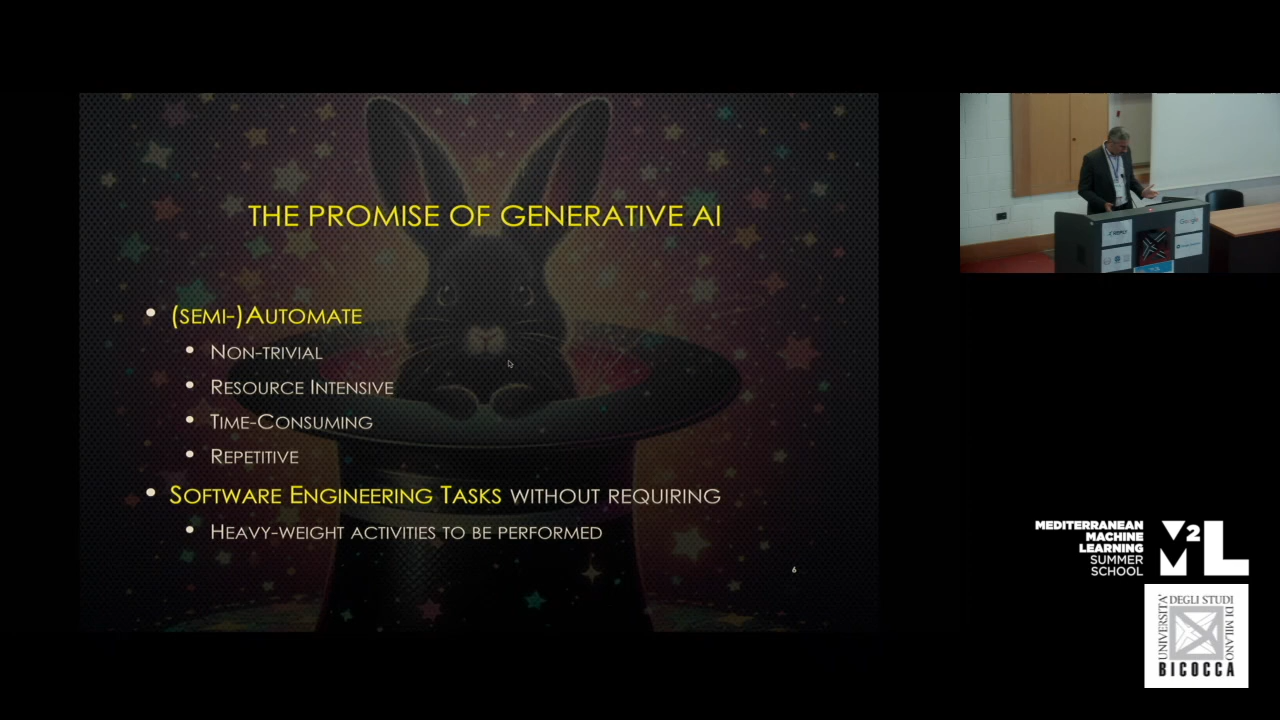 THE PROMISE OF GENERATIVE AI
• (SEMI-)AUTOMATE
• NON-TRIVIAL
• RESOURCE INTENSIVE
• TIME-CONSUMING
• REPETITIVE
• SOFTWARE ENGINEERING TASKS WITHOUT REQUIRING
• HEAVY-WEIGHT ACTIVITIES TO BE PERFORMED
6
Google
MEDITERRANEAN
MACHINE
LEARNING
SUMMER
SCHOOL
M2L
UNIVERSITÀ
DEGLI STUDI
DI MILANO
BICOCCA